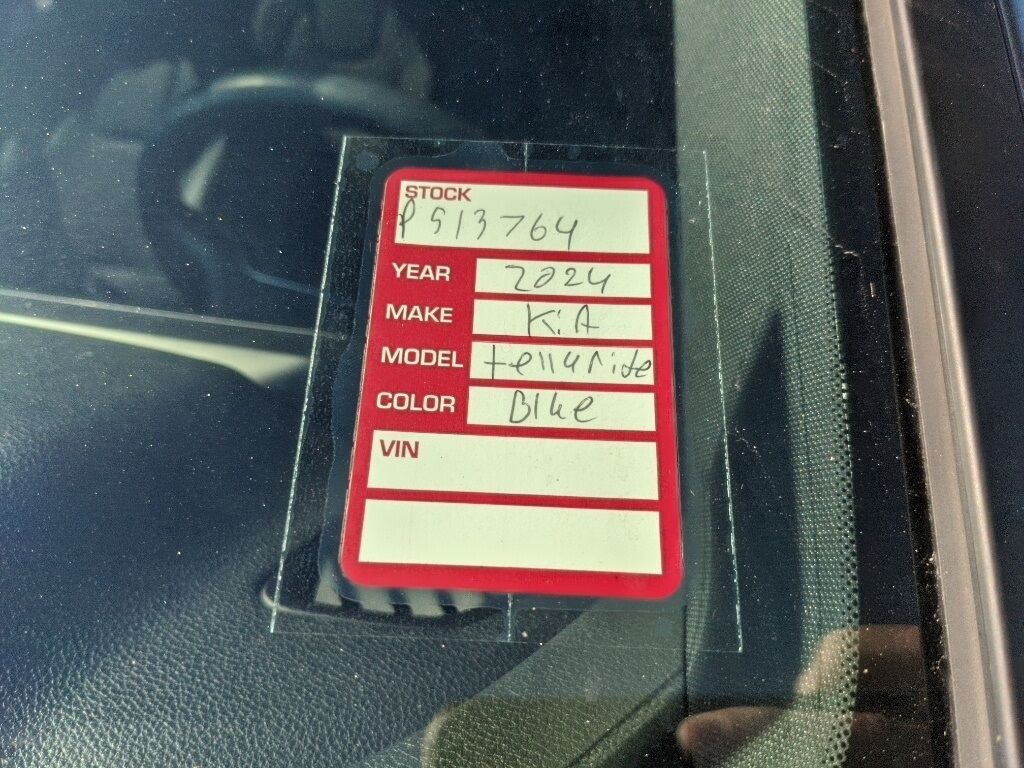 STOCK
P513764
YEAR 2024
MAKE KiA
MODEL telluride
COLOR Blue
VIN